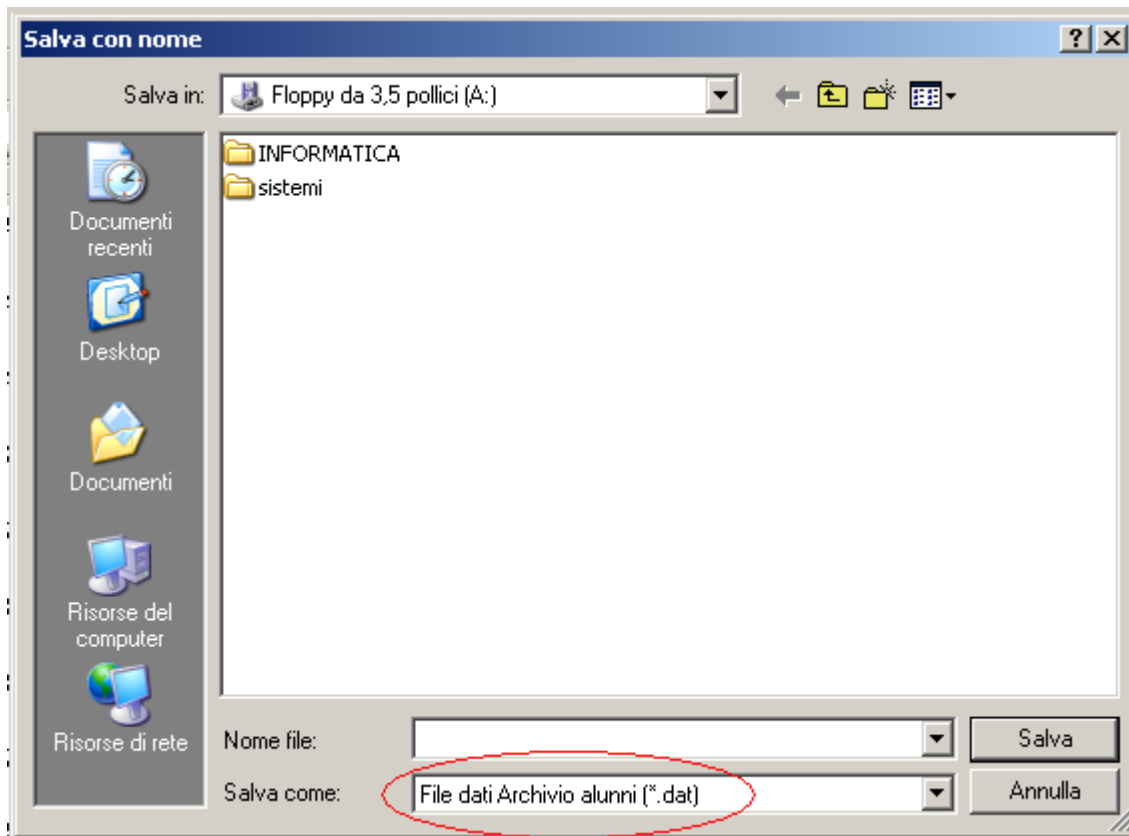 Salva con nome
Salva in: Floppy da 3,5 pollici (A:)
INFORMATICA
sistemi
Documenti
recenti
Desktop
Documenti
Risorse del
computer
Risorse di rete
Nome file: Salva
Salva come: File dati Archivio alunni (*.dat) Annulla